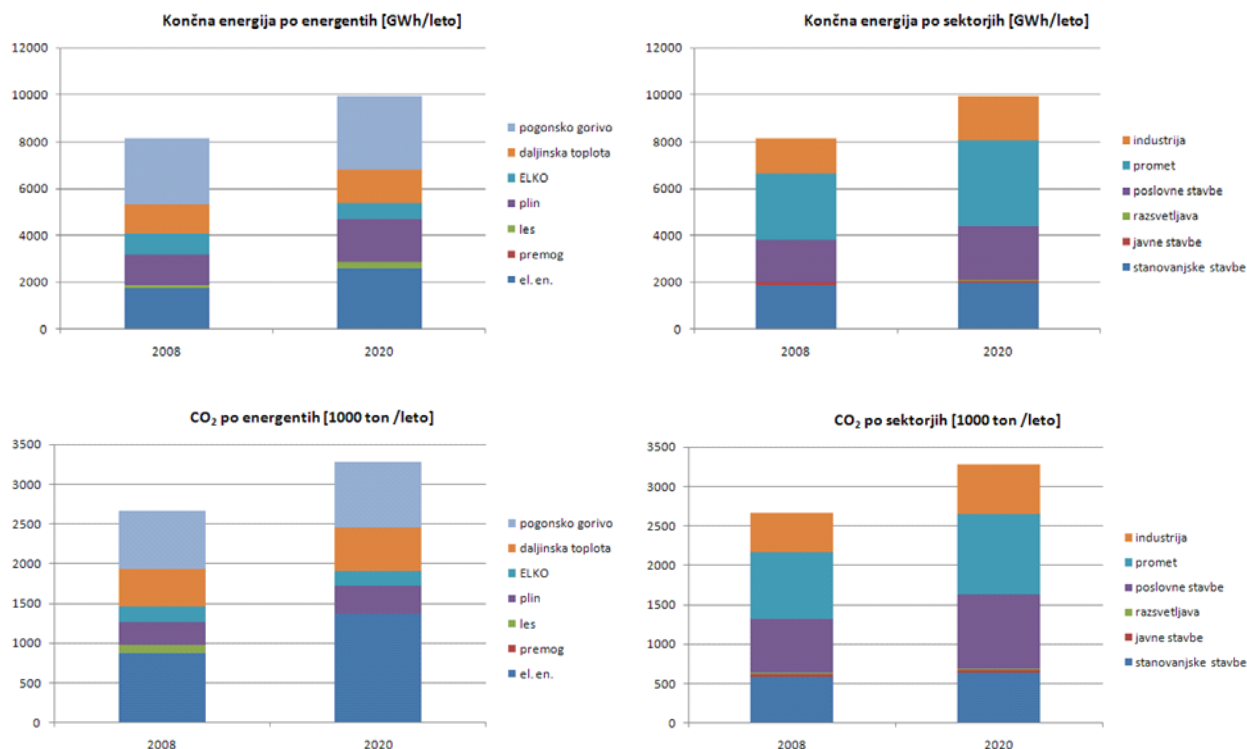 Končna energija po energentih [GWh/leto]
12000
10000
8000
6000
4000
2000
0
2008
2020
pogonsko gorivo
daljinska toplota
ELKO
plin
les
premog
el. en.
Končna energija po sektorjih [GWh/leto]
12000
10000
8000
6000
4000
2000
0
2008
2020
industrija
promet
poslovne stavbe
razsvetljava
javne stavbe
stanovanjske stavbe
CO₂ po energentih [1000 ton /leto]
3500
3000
2500
2000
1500
1000
500
0
2008
2020
pogonsko gorivo
daljinska toplota
ELKO
plin
les
premog
el. en.
CO₂ po sektorjih [1000 ton /leto]
3500
3000
2500
2000
1500
1000
500
0
2008
2020
industrija
promet
poslovne stavbe
razsvetljava
javne stavbe
stanovanjske stavbe